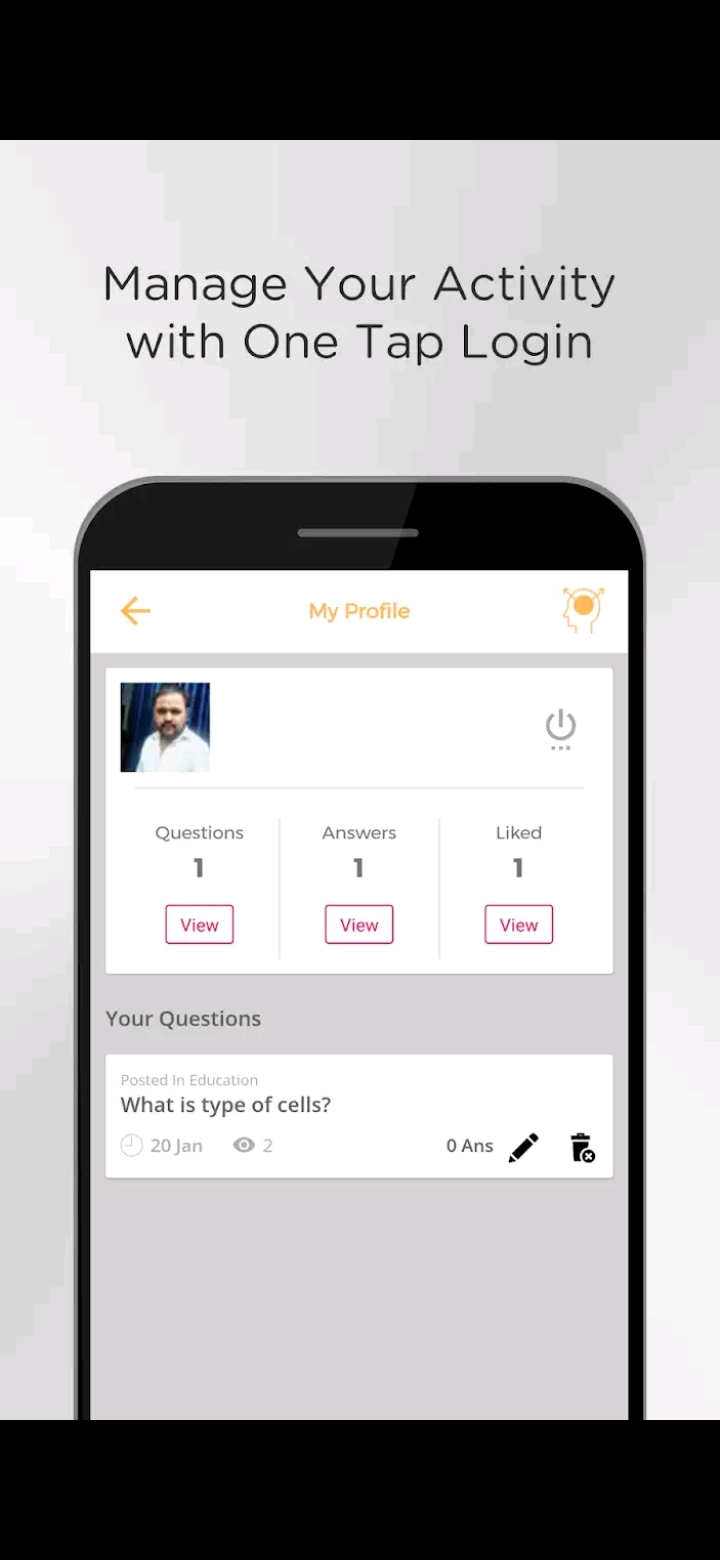 Manage Your Activity
with One Tap Login
My Profile
Questions Answers Liked
1 1 1
View View View
Your Questions
Posted In Education
What is type of cells?
20 Jan 2 0 Ans